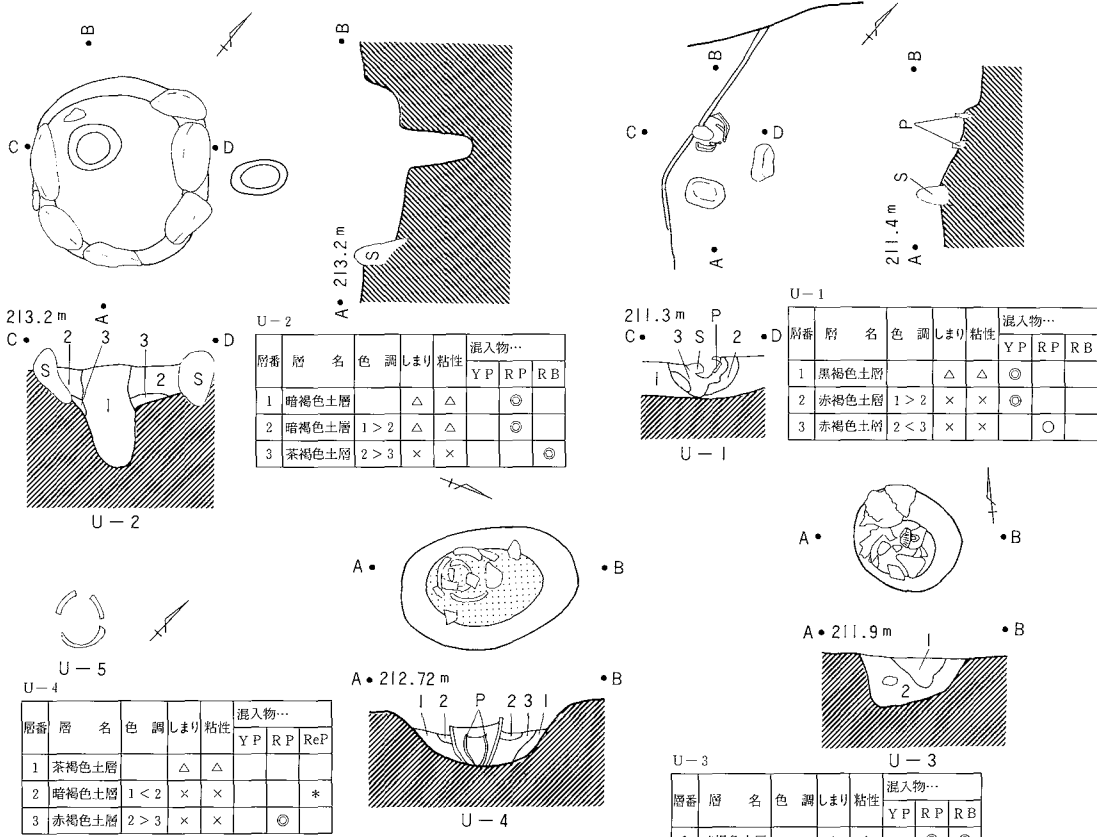 B
C D
A
213.2m
C 2 3 A 3 D
S 1 2 S
U-2
B
S
A 213.2m
U-2
層番 層名 色調 しまり 粘性 混入物…
YP RP RB
1 暗褐色土層 △ △ ◎
2 暗褐色土層 1>2 △ △ ◎
3 茶褐色土層 2>3 × × ◎
B
C D
A
B
P
S
211.4m
A
211.3m P
C 3 S 2 D
1
U-1
U-1
層番 層名 色調 しまり 粘性 混入物…
YP RP RB
1 黒褐色土層 △ △ ◎
2 赤褐色土層 1>2 × × ◎
3 赤褐色土層 2<3 × × ○
A B
A 211.9m B
1
2
U-3
U-5
A B
A 212.72m B
1 2 P 2 3 1
U-4
U-4
層番 層名 色調 しまり 粘性 混入物…
YP RP ReP
1 茶褐色土層 △ △
2 暗褐色土層 1<2 × × *
3 赤褐色土層 2>3 × × ◎
U-3
層番 層名 色調 しまり 粘性 混入物…
YP RP RB